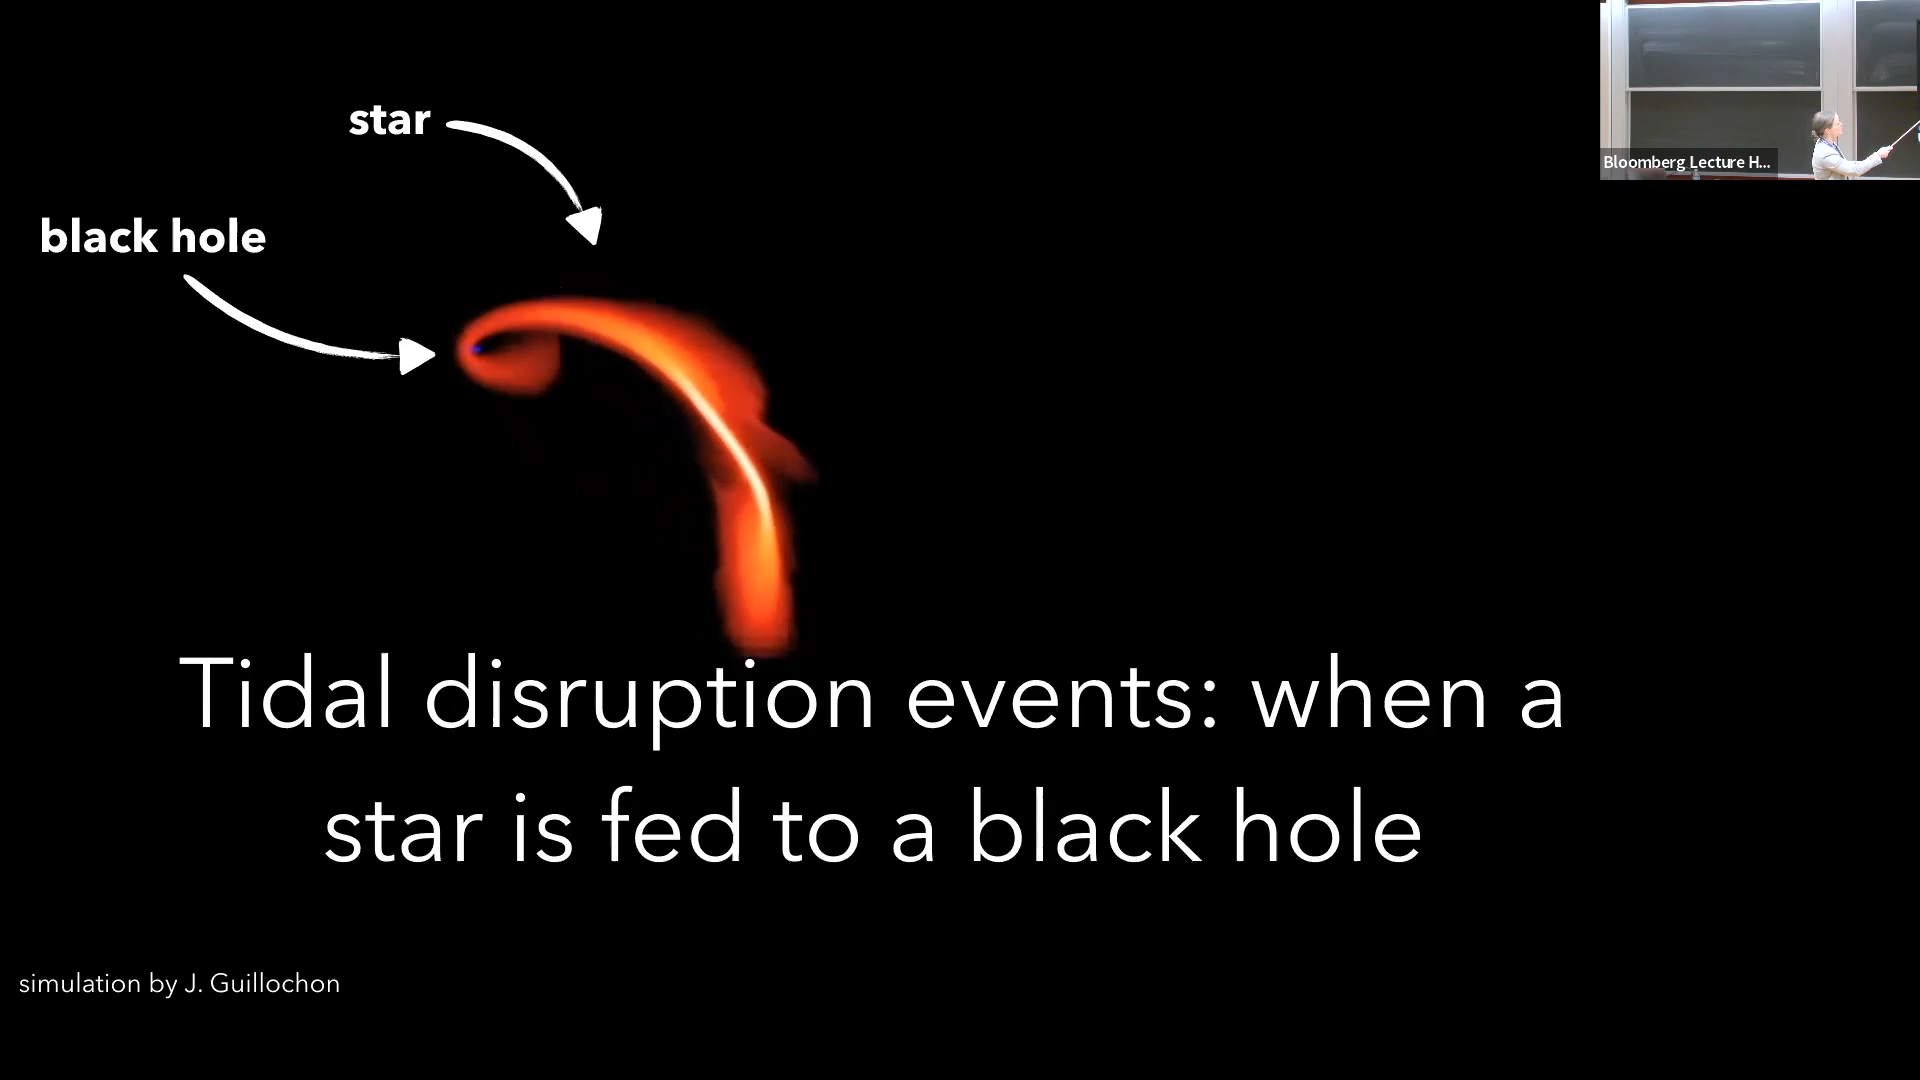 star
black hole
Bloomberg Lecture H...
Tidal disruption events: when a
star is fed to a black hole
simulation by J. Guillochon